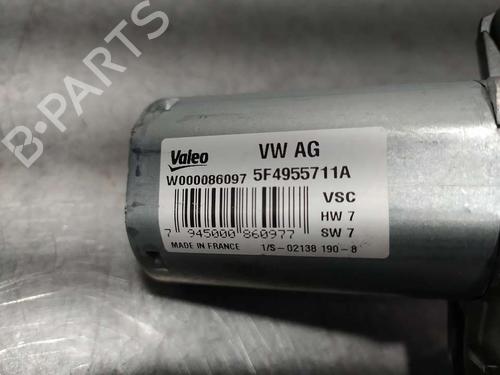 Valeo VW AG
W000086097 5F4955711A
VSC
HW 7
SW 7
7 945000 860977
MADE IN FRANCE 1/S-02138 190-8
B-PARTS